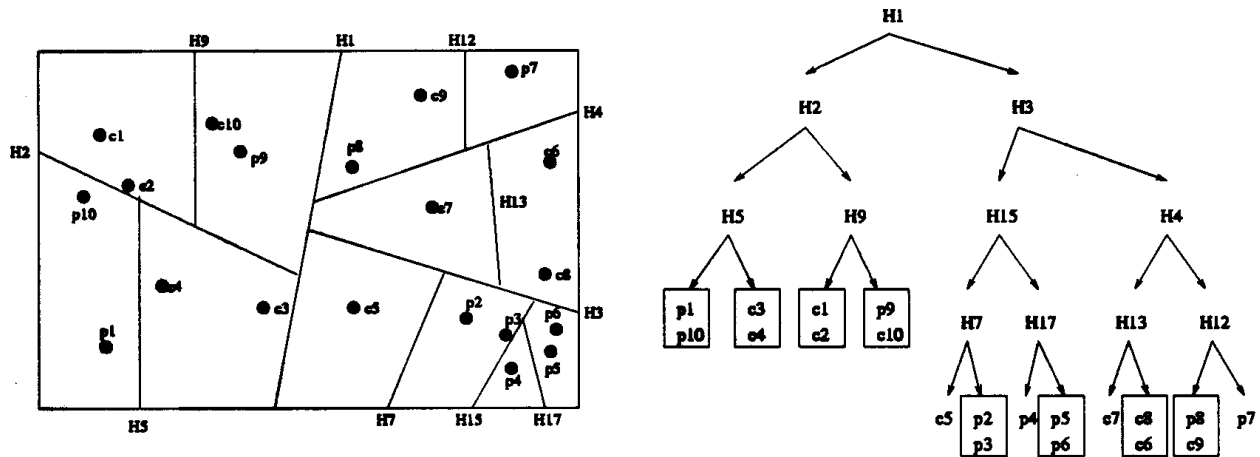 H9 H1 H12
p7
c9
H4
c1
c10
p9
p8
c6
H2
c2
p10
c7
H13
c8
c4
c3
c5
p2
p3
p6
H3
p1
p4
p5
H5
H7
H15
H17
H1
H2 H3
H5 H9 H15 H4
p1 c3 c1 p9
p10 c4 c2 c10
H7 H17 H13 H12
c5 p2 p4 p5 c7 c8 p8 p7
p3 p6 c6 c9